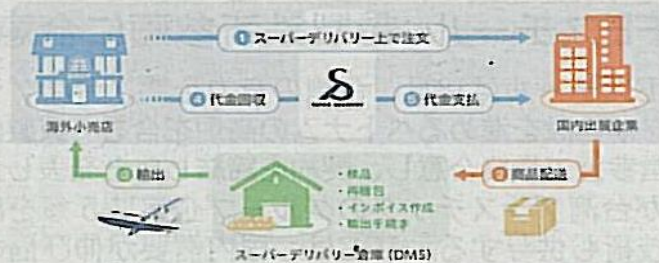 ① スーパーデリバリー上で注文
④ 代金回収
S
⑤ 代金支払
海外小売店
国内出展企業
③ 輸出
・検品
・再梱包
・インボイス作成
・輸出手続き
② 商品配送
スーパーデリバリー倉庫 (DMS)